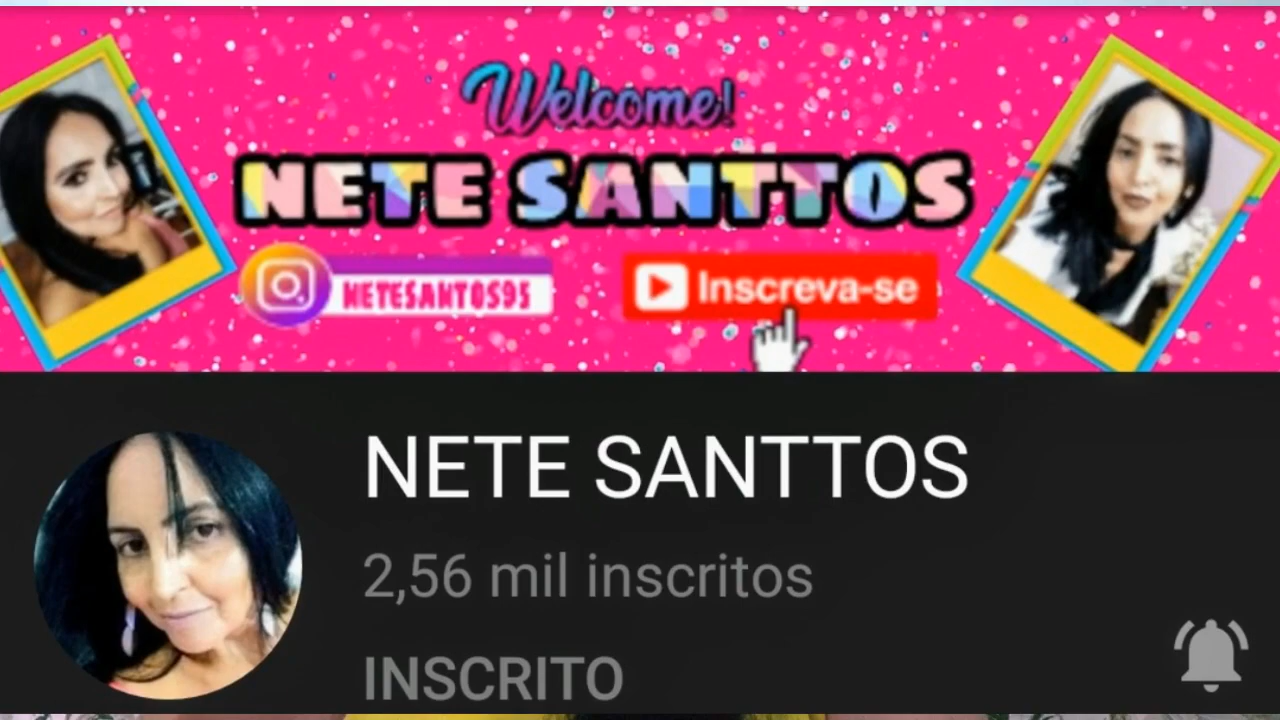 Welcome!
NETE SANTTOS
NETESANTOS95
Inscreva-se
NETE SANTTOS
2,56 mil inscritos
INSCRITO